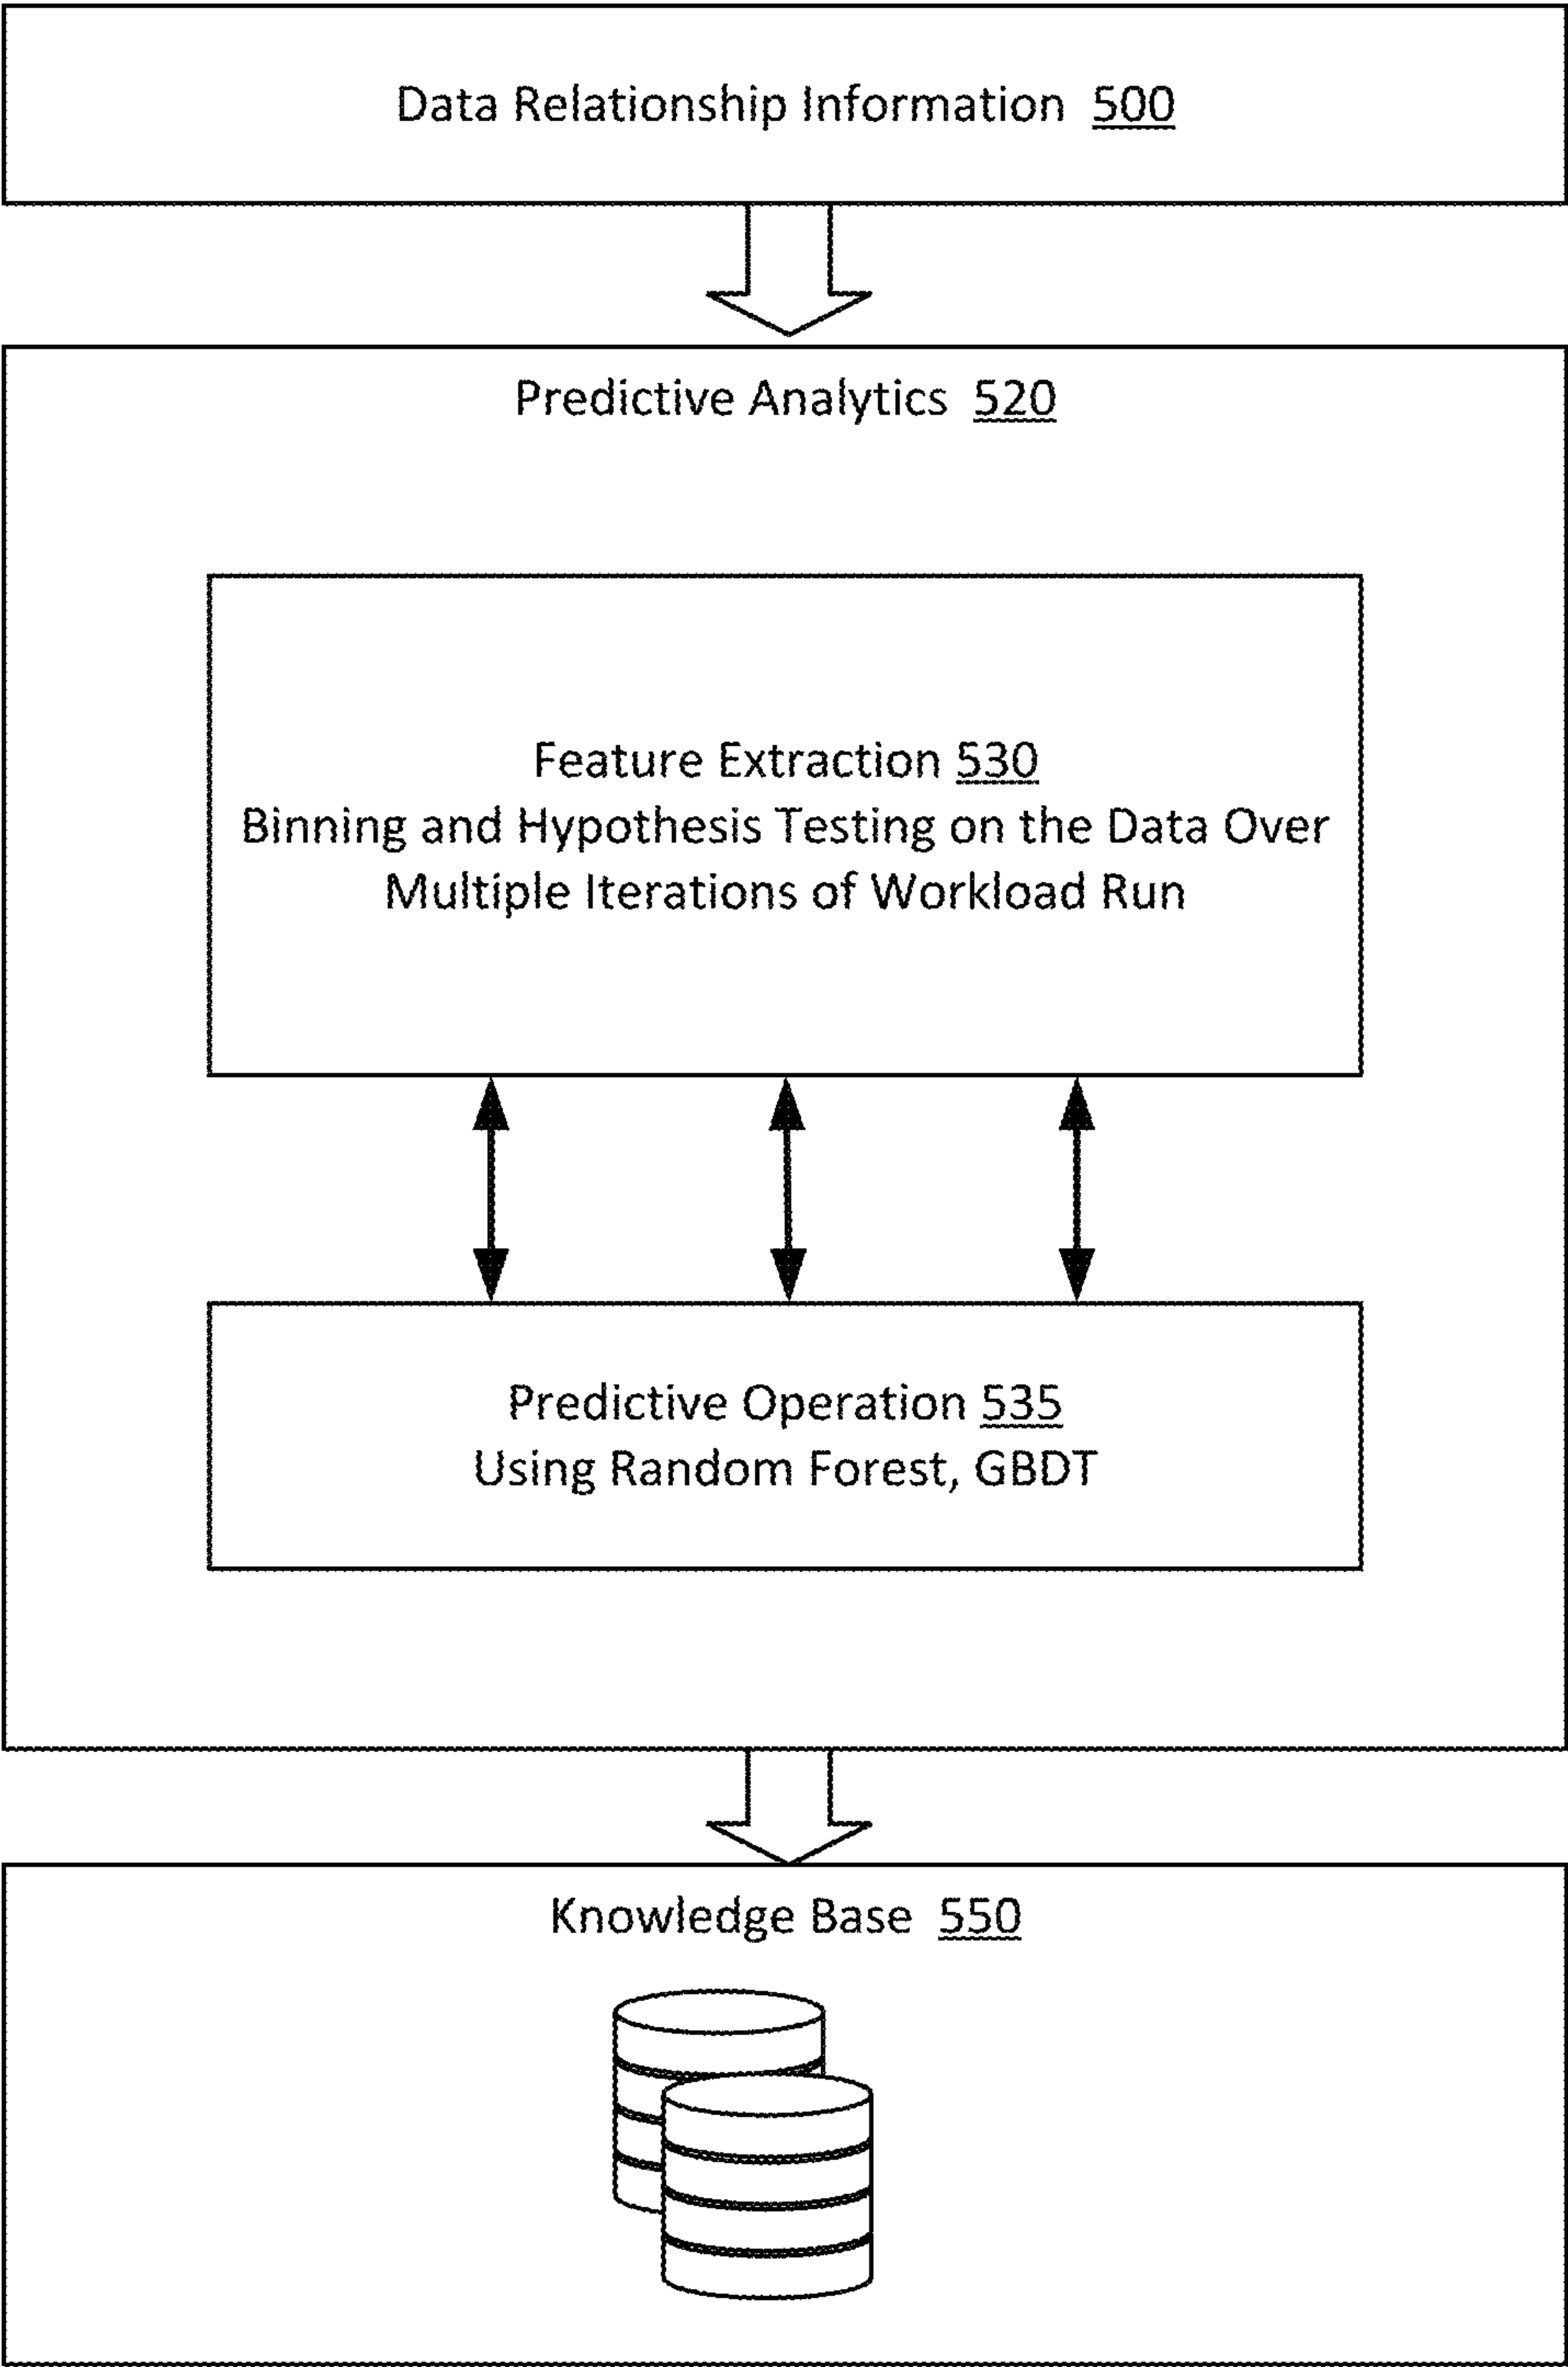 Data Relationship Information 500
Predictive Analytics 520
Feature Extraction 530
Binning and Hypothesis Testing on the Data Over
Multiple Iterations of Workload Run
Predictive Operation 535
Using Random Forest, GBDT
Knowledge Base 550